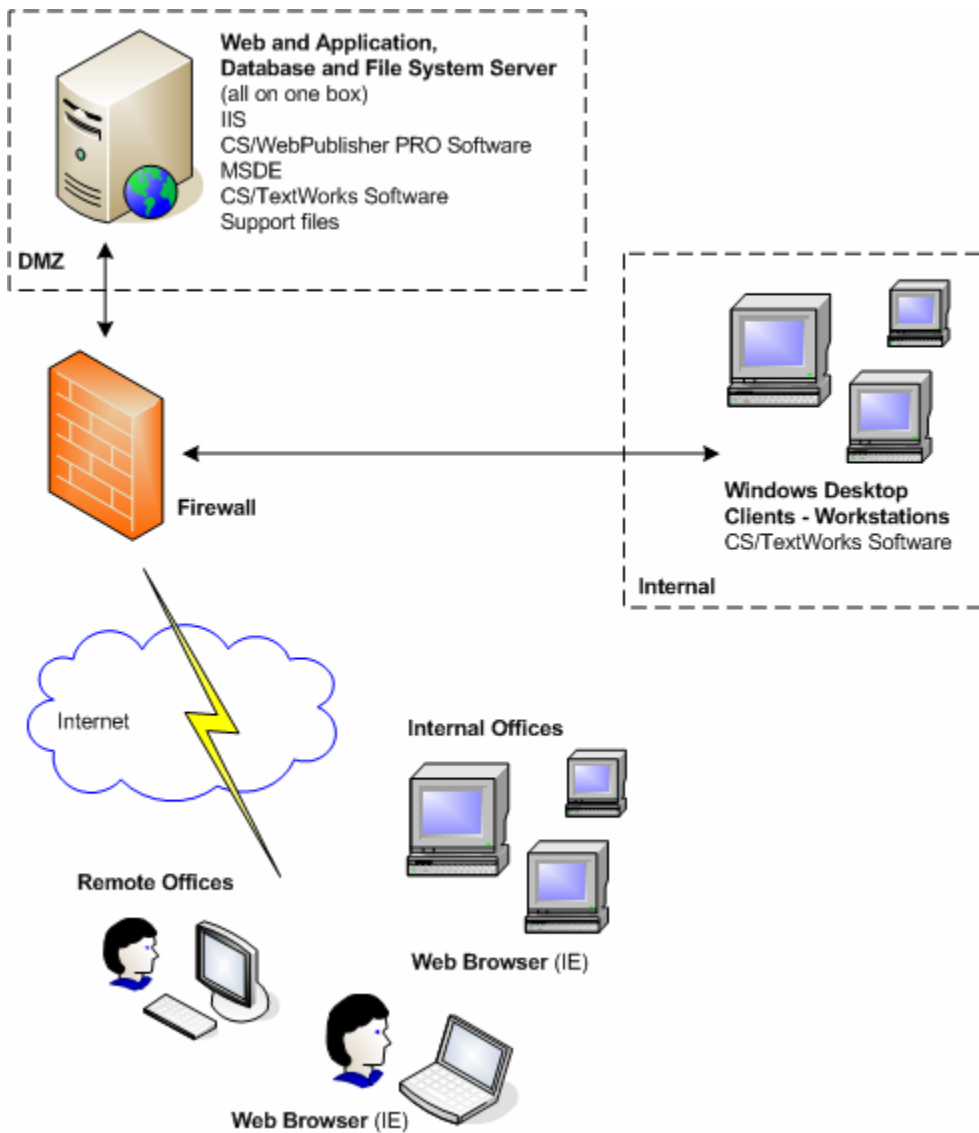 Web and Application,
Database and File System Server
(all on one box)
IIS
CS/WebPublisher PRO Software
MSDE
CS/TextWorks Software
Support files
DMZ
Firewall
Windows Desktop
Clients - Workstations
CS/TextWorks Software
Internal
Internet
Internal Offices
Web Browser (IE)
Remote Offices
Web Browser (IE)